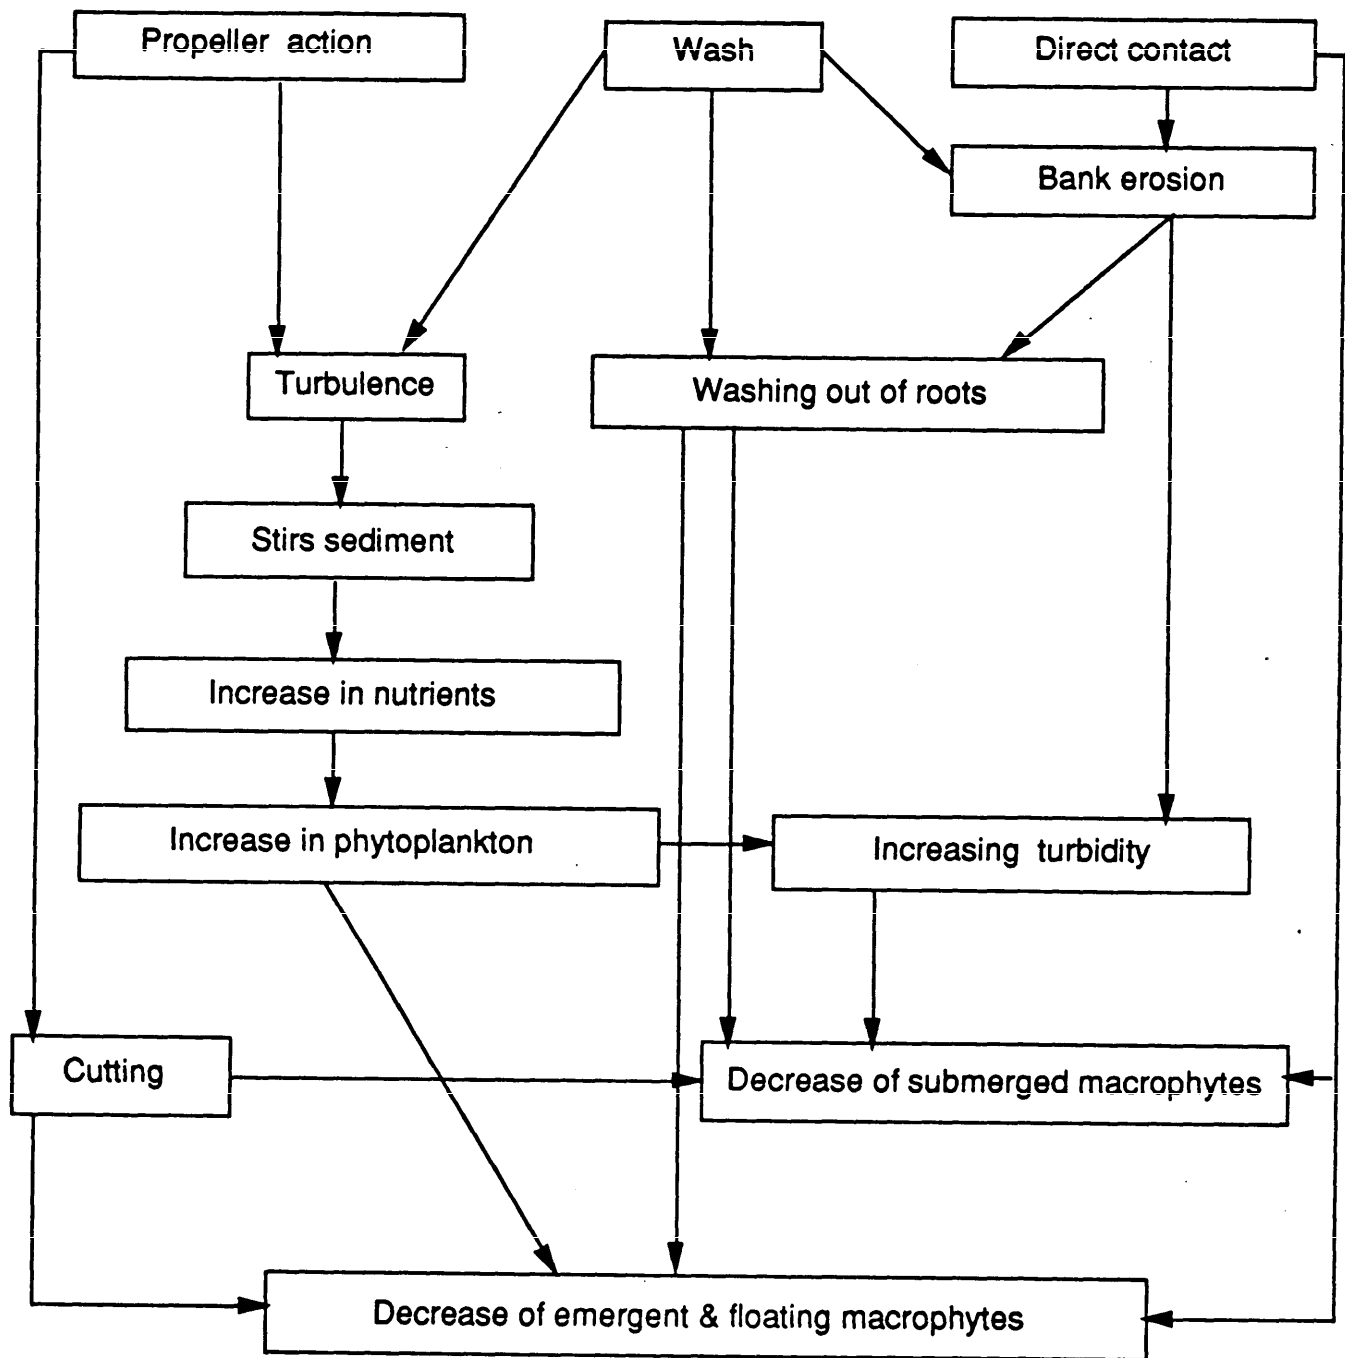 Propeller action
Wash
Direct contact
Bank erosion
Turbulence
Washing out of roots
Stirs sediment
Increase in nutrients
Increase in phytoplankton
Increasing turbidity
Cutting
Decrease of submerged macrophytes
Decrease of emergent & floating macrophytes